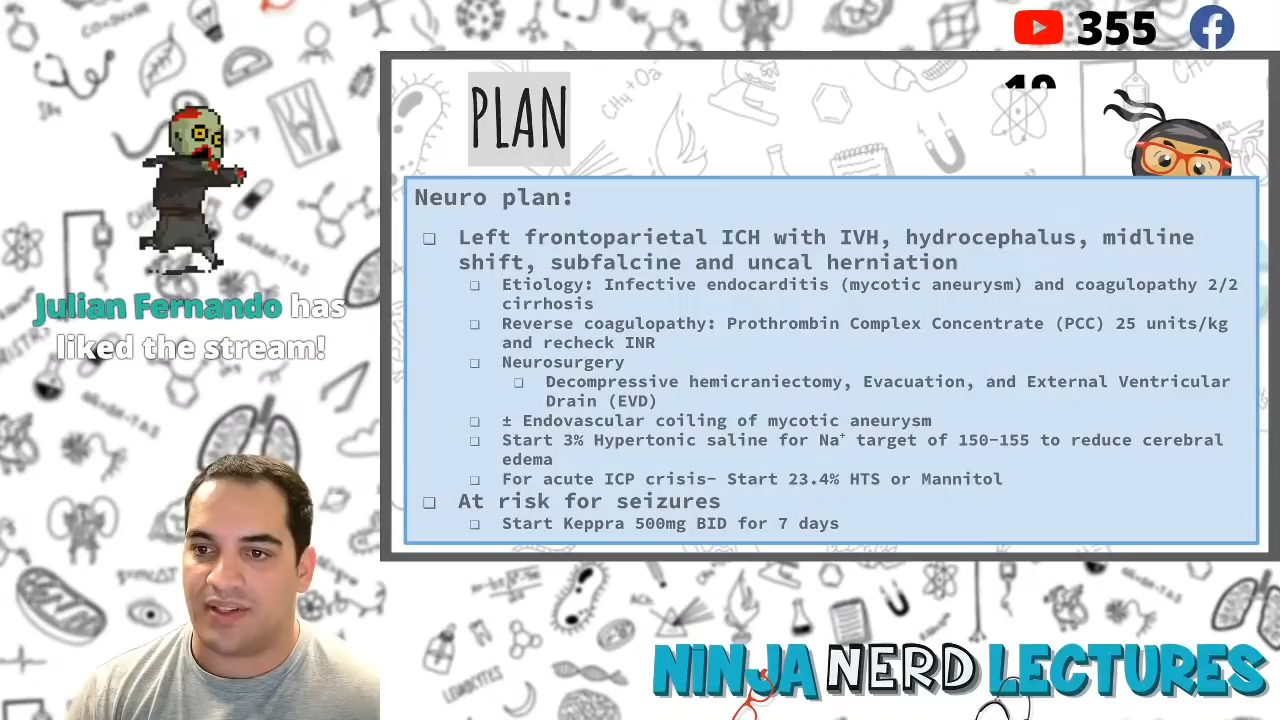 355
10
PLAN
Neuro plan:
❏ Left frontoparietal ICH with IVH, hydrocephalus, midline
shift, subfalcine and uncal herniation
❏ Etiology: Infective endocarditis (mycotic aneurysm) and coagulopathy 2/2
cirrhosis
❏ Reverse coagulopathy: Prothrombin Complex Concentrate (PCC) 25 units/kg
and recheck INR
❏ Neurosurgery
❏ Decompressive hemicraniectomy, Evacuation, and External Ventricular
Drain (EVD)
❏ ± Endovascular coiling of mycotic aneurysm
❏ Start 3% Hypertonic saline for Na⁺ target of 150-155 to reduce cerebral
edema
❏ For acute ICP crisis- Start 23.4% HTS or Mannitol
❏ At risk for seizures
❏ Start Keppra 500mg BID for 7 days
Julian Fernando has
liked the stream!
NINJA NERD LECTURES